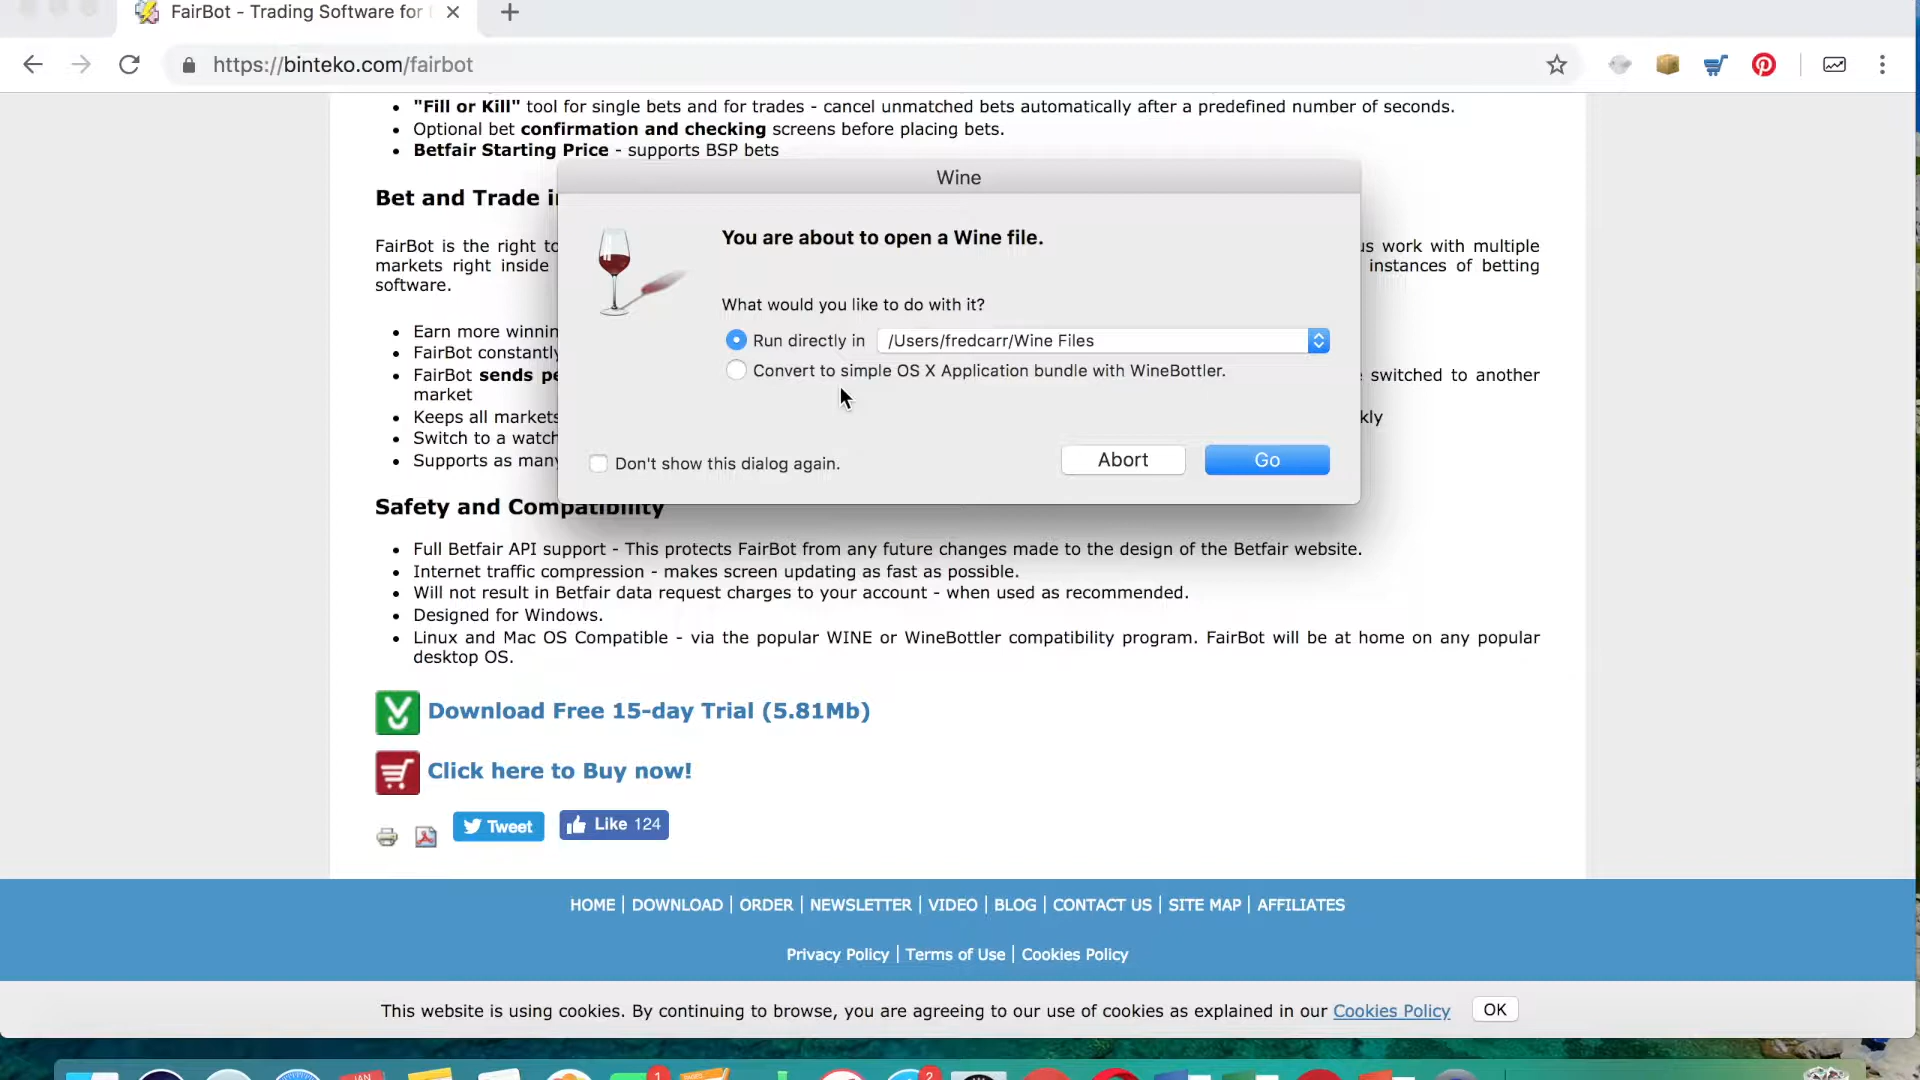 FairBot - Trading Software for
https://binteko.com/fairbot
"Fill or Kill" tool for single bets and for trades - cancel unmatched bets automatically after a predefined number of seconds.
Optional bet confirmation and checking screens before placing bets.
Betfair Starting Price - supports BSP bets
Wine
Bet and Trade
You are about to open a Wine file.
FairBot is the right
work with multiple
markets right inside
instances of betting
software.
What would you like to do with it?
Earn more
Run directly in /Users/fredcarr/Wine Files
FairBot constantly
Convert to simple OS X Application bundle with WineBottler.
FairBot sends
switched to another
market
Keeps all markets
Switch to a
Supports as many
Don't show this dialog again.
Abort
Go
Safety and Compatibility
Full Betfair API support - This protects FairBot from any future changes made to the design of the Betfair website.
Internet traffic compression - makes screen updating as fast as possible.
Will not result in Betfair data request charges to your account - when used as recommended.
Designed for Windows.
Linux and Mac OS Compatible - via the popular WINE or WineBottler compatibility program. FairBot will be at home on any popular
desktop OS.
Download Free 15-day Trial (5.81Mb)
Click here to Buy now!
Tweet
Like 124
HOME | DOWNLOAD | ORDER | NEWSLETTER | VIDEO | BLOG | CONTACT US | SITE MAP | AFFILIATES
Privacy Policy | Terms of Use | Cookies Policy
This website is using cookies. By continuing to browse, you are agreeing to our use of cookies as explained in our Cookies Policy
OK
JAN
1
2